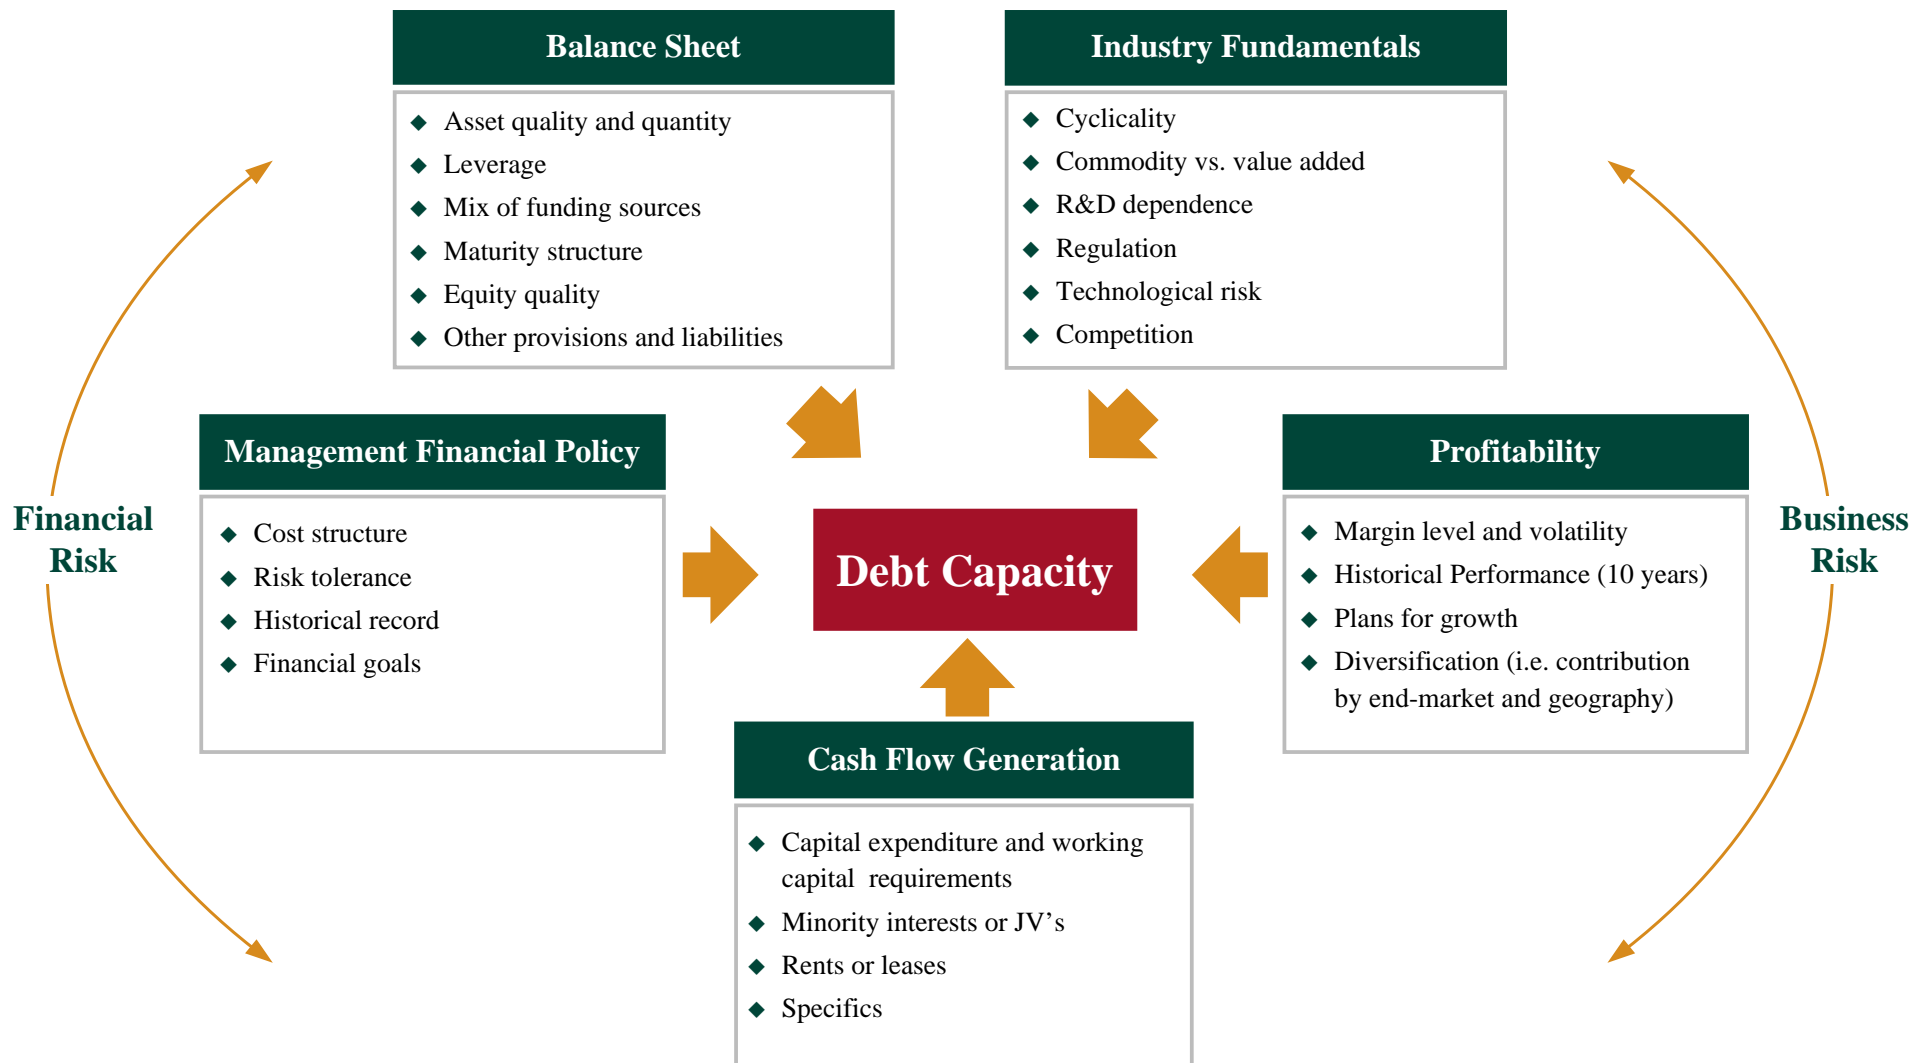 Balance Sheet
Asset quality and quantity
Leverage
Mix of funding sources
Maturity structure
Equity quality
Other provisions and liabilities
Industry Fundamentals
Cyclicality
Commodity vs. value added
R&D dependence
Regulation
Technological risk
Competition
Financial
Risk
Management Financial Policy
Cost structure
Risk tolerance
Historical record
Financial goals
Debt Capacity
Profitability
Margin level and volatility
Historical Performance (10 years)
Plans for growth
Diversification (i.e. contribution
by end-market and geography)
Business
Risk
Cash Flow Generation
Capital expenditure and working
capital requirements
Minority interests or JV’s
Rents or leases
Specifics